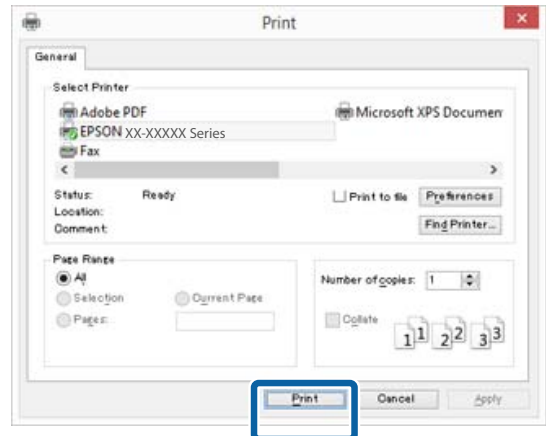 Print
General
Select Printer
Adobe PDF
Microsoft XPS Documen
EPSON XX-XXXXX Series
Fax
Status: Ready
Print to file
Preferences
Location:
Comment:
Find Printer...
Page Range
All
Number of copies: 1
Selection
Current Page
Pages:
Collate
1 1 2 2 3 3
Print
Cancel
Apply